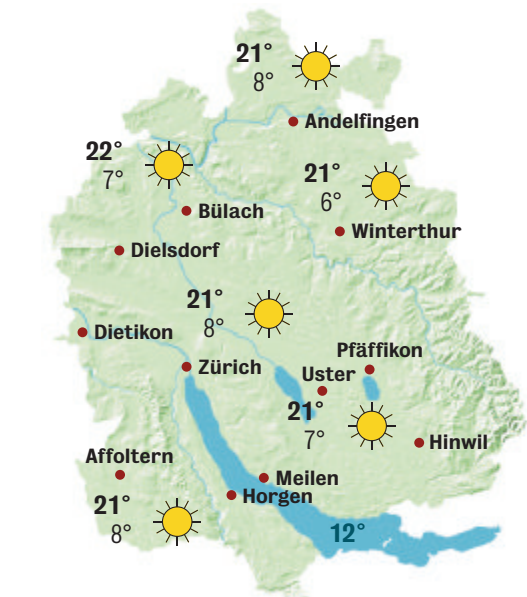 21°
8°
Andelfingen
22°
7°
21°
6°
Bülach
Winterthur
Dielsdorf
21°
8°
Dietikon
Zürich
Pfäffikon
Uster
21°
7°
Hinwil
Affoltern
21°
8°
Meilen
Horgen
12°